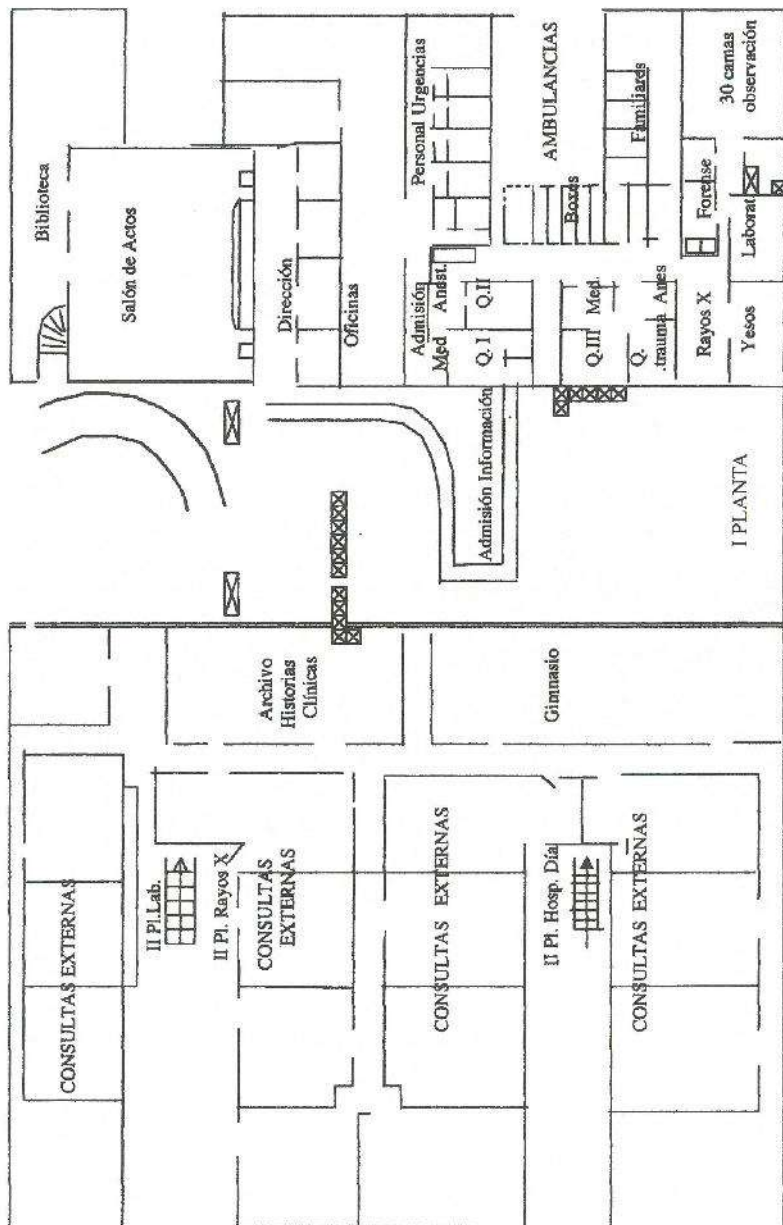 Biblioteca
Salón de Actos
Dirección
Oficinas
Personal Urgencias
AMBULANCIAS
Familiares
30 camas
observación
Boxes
Forense
Laborat
Admisión
Med Anest.
Q. I Q.II
Q.III Med.
Q.
.trauma Anes
Rayos X
Yesos
Admisión Información
I PLANTA
Archivo
Historias
Clínicas
Gimnasio
CONSULTAS EXTERNAS
II Pl.Lab.
II Pl. Rayos X
CONSULTAS
EXTERNAS
CONSULTAS EXTERNAS
II Pl. Hosp. Día
CONSULTAS EXTERNAS